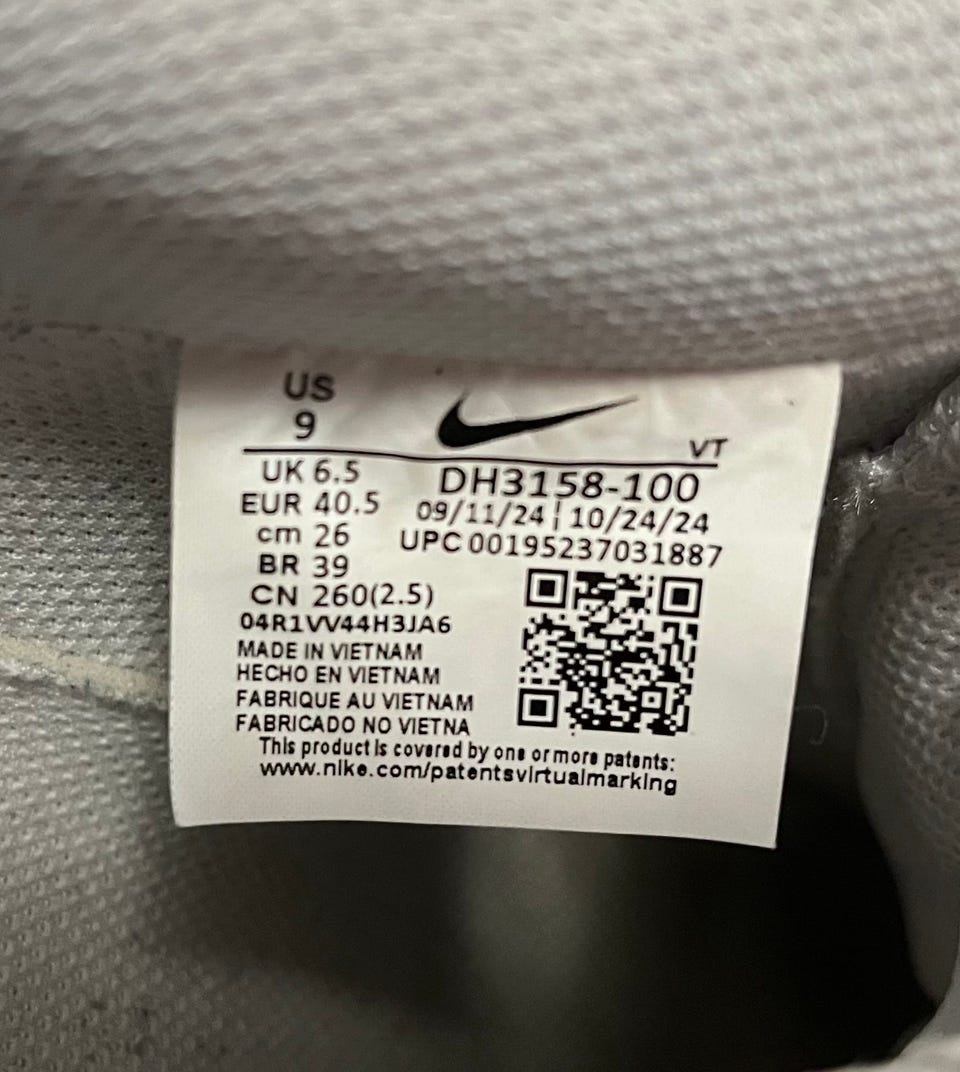 US
9
VT
UK 6.5
EUR 40.5
cm 26
BR 39
CN 260(2.5)
DH3158-100
09/11/24 | 10/24/24
UPC 00195237031887
04R1VV44H3JA6
MADE IN VIETNAM
HECHO EN VIETNAM
FABRIQUE AU VIETNAM
FABRICADO NO VIETNA
This product is covered by one or more patents:
www.nike.com/patentsvirtualmarking